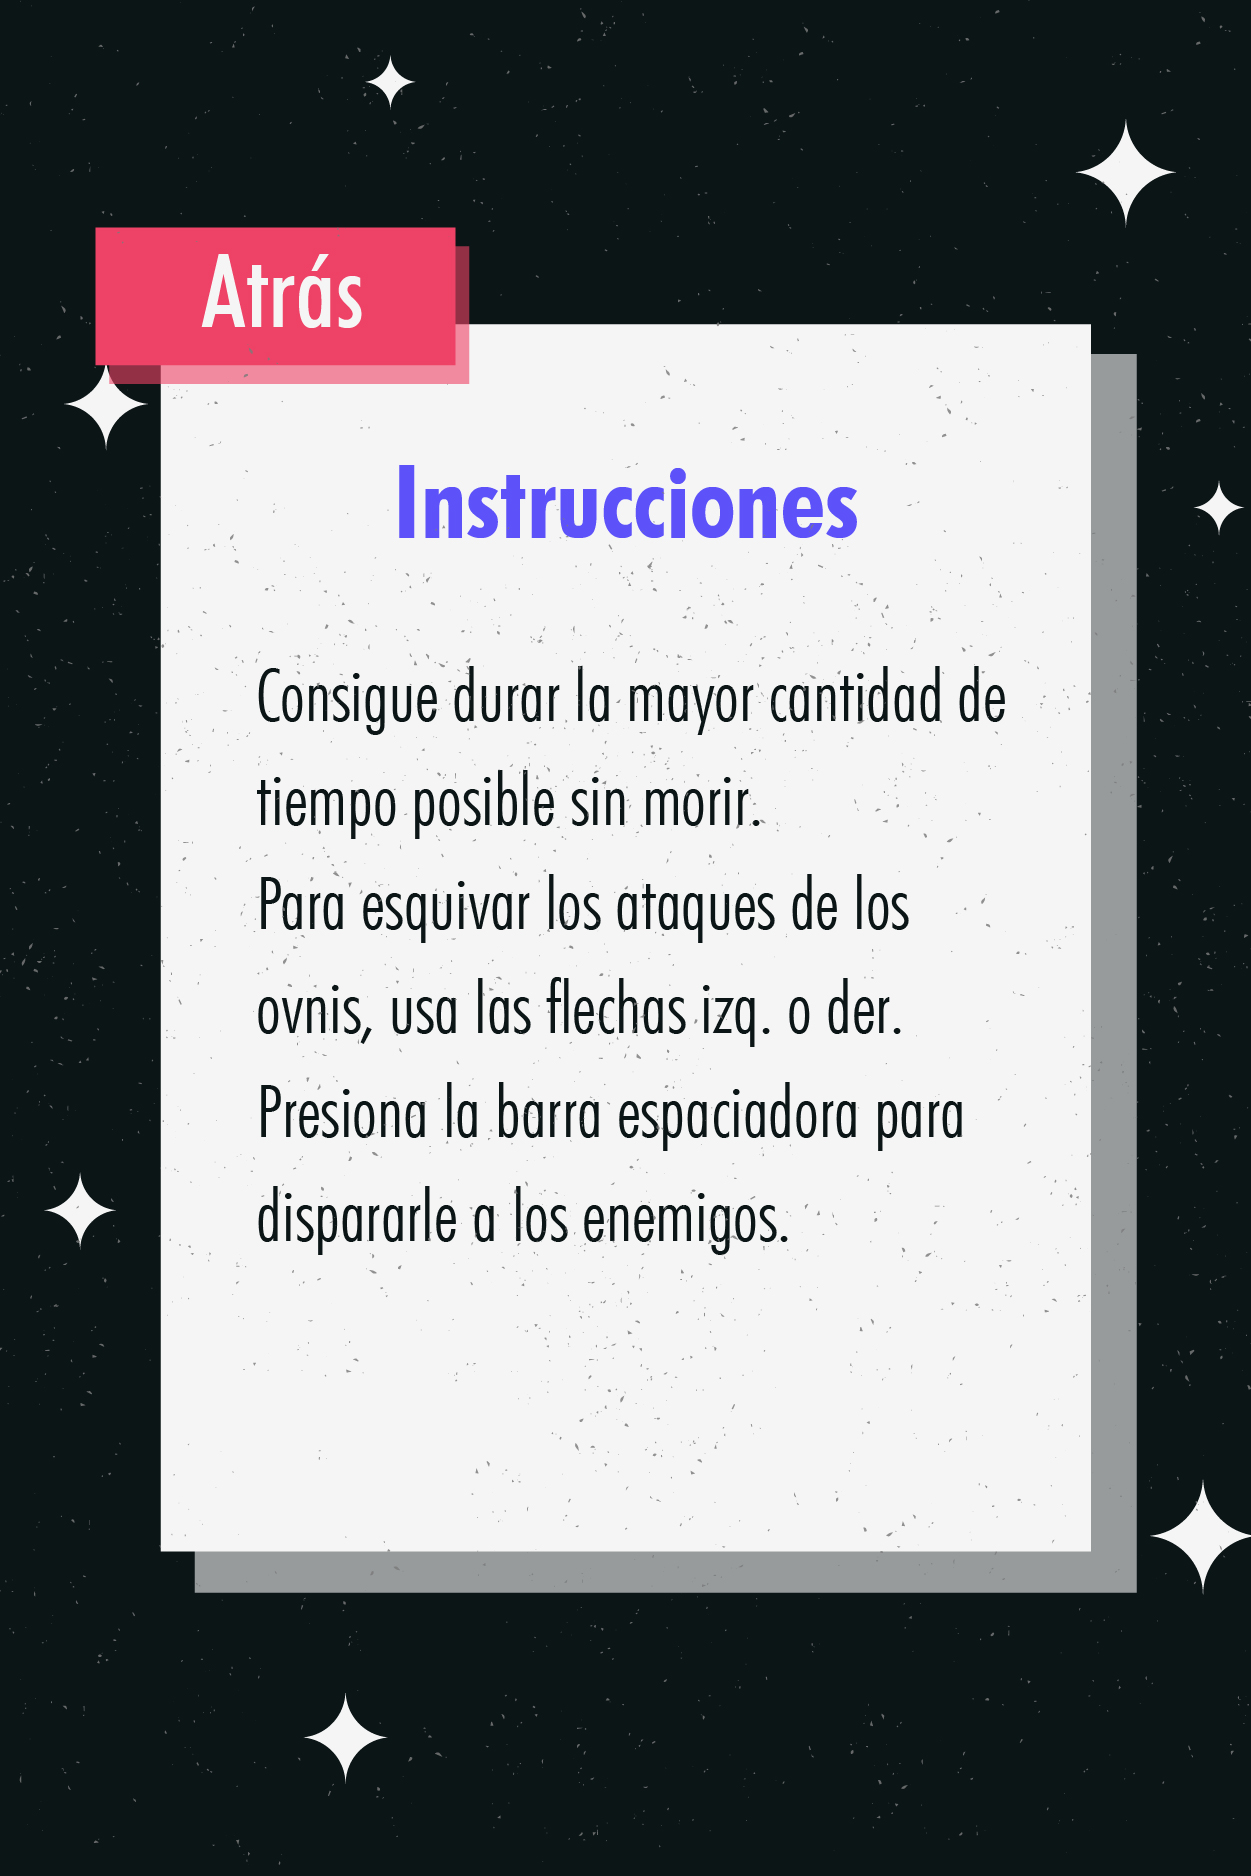 Atrás
Instrucciones
Consigue durar la mayor cantidad de
tiempo posible sin morir.
Para esquivar los ataques de los
ovnis, usa las flechas izq. o der.
Presiona la barra espaciadora para
dispararle a los enemigos.